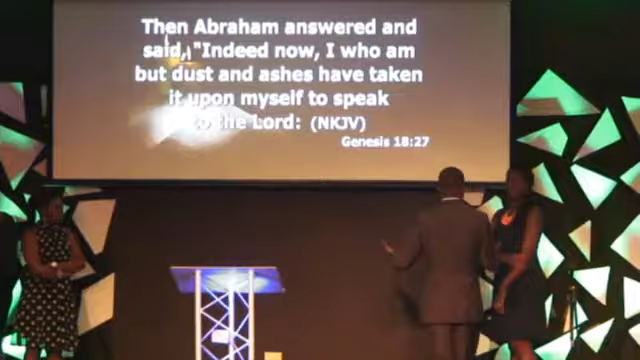 Then Abraham answered and
said, "Indeed now, I who am
but dust and ashes have taken
it upon myself to speak
to the Lord: (NKJV)
Genesis 18:27